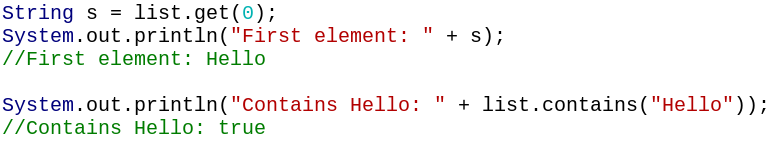 String s = list.get(0);
System.out.println("First element: " + s);
//First element: Hello
System.out.println("Contains Hello: " + list.contains("Hello"));
//Contains Hello: true